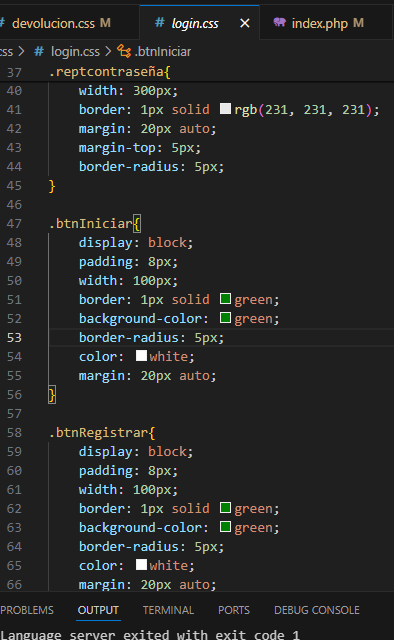 devolucion.css M login.css index.php M
css > # login.css > .btnIniciar
37 .reptcontraseña{
40 width: 300px;
41 border: 1px solid rgb(231, 231, 231);
42 margin: 20px auto;
43 margin-top: 5px;
44 border-radius: 5px;
45 }
46
47 .btnIniciar{
48 display: block;
49 padding: 8px;
50 width: 100px;
51 border: 1px solid green;
52 background-color: green;
53 border-radius: 5px;
54 color: white;
55 margin: 20px auto;
56 }
57
58 .btnRegistrar{
59 display: block;
60 padding: 8px;
61 width: 100px;
62 border: 1px solid green;
63 background-color: green;
64 border-radius: 5px;
65 color: white;
66 margin: 20px auto;
PROBLEMS OUTPUT TERMINAL PORTS DEBUG CONSOLE
Language server exited with exit code 1